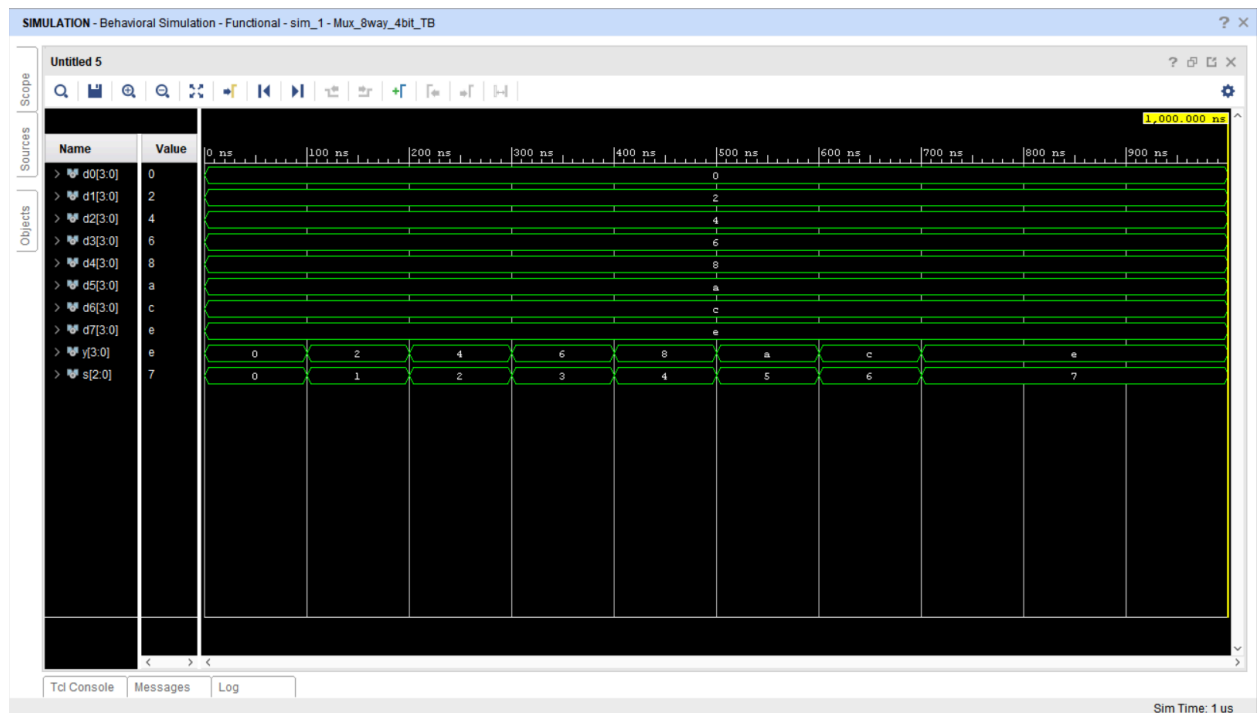 SIMULATION - Behavioral Simulation - Functional - sim_1 - Mux_8way_4bit_TB
Untitled 5
Scope
Sources
Objects
1,000.000 ns
Name Value 0 ns 100 ns 200 ns 300 ns 400 ns 500 ns 600 ns 700 ns 800 ns 900 ns
d0[3:0] 0 0
d1[3:0] 2 2
d2[3:0] 4 4
d3[3:0] 6 6
d4[3:0] 8 8
d5[3:0] a a
d6[3:0] c c
d7[3:0] e e
y[3:0] e 0 2 4 6 8 a c e
s[2:0] 7 0 1 2 3 4 5 6 7
Tcl Console Messages Log
Sim Time: 1 us